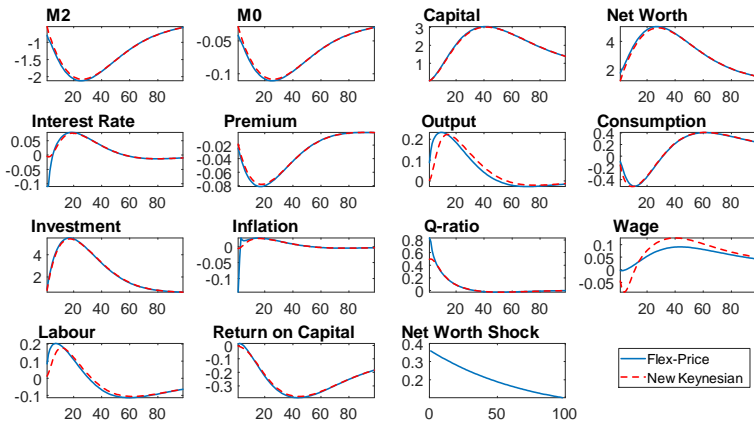 M2 M0 Capital Net Worth
-0.5 -1 -1.5 -2 20 40 60 80
-0.05 -0.1 20 40 60 80
3 2 1 20 40 60 80
4 2 20 40 60 80
Interest Rate Premium Output Consumption
0.05 0 -0.05 -0.1 20 40 60 80
-0.02 -0.04 -0.06 -0.08 20 40 60 80
0.2 0.1 0 20 40 60 80
0.4 0.2 0 -0.2 -0.4 20 40 60 80
Investment Inflation Q-ratio Wage
4 2 20 40 60 80
0 -0.05 -0.1 20 40 60 80
0.8 0.6 0.4 0.2 0 20 40 60 80
0.1 0.05 0 -0.05 20 40 60 80
Labour Return on Capital Net Worth Shock
0.2 0.1 0 -0.1 20 40 60 80
-0.1 -0.2 -0.3 20 40 60 80
0.4 0.3 0.2 0 50 100
Flex-Price
New Keynesian